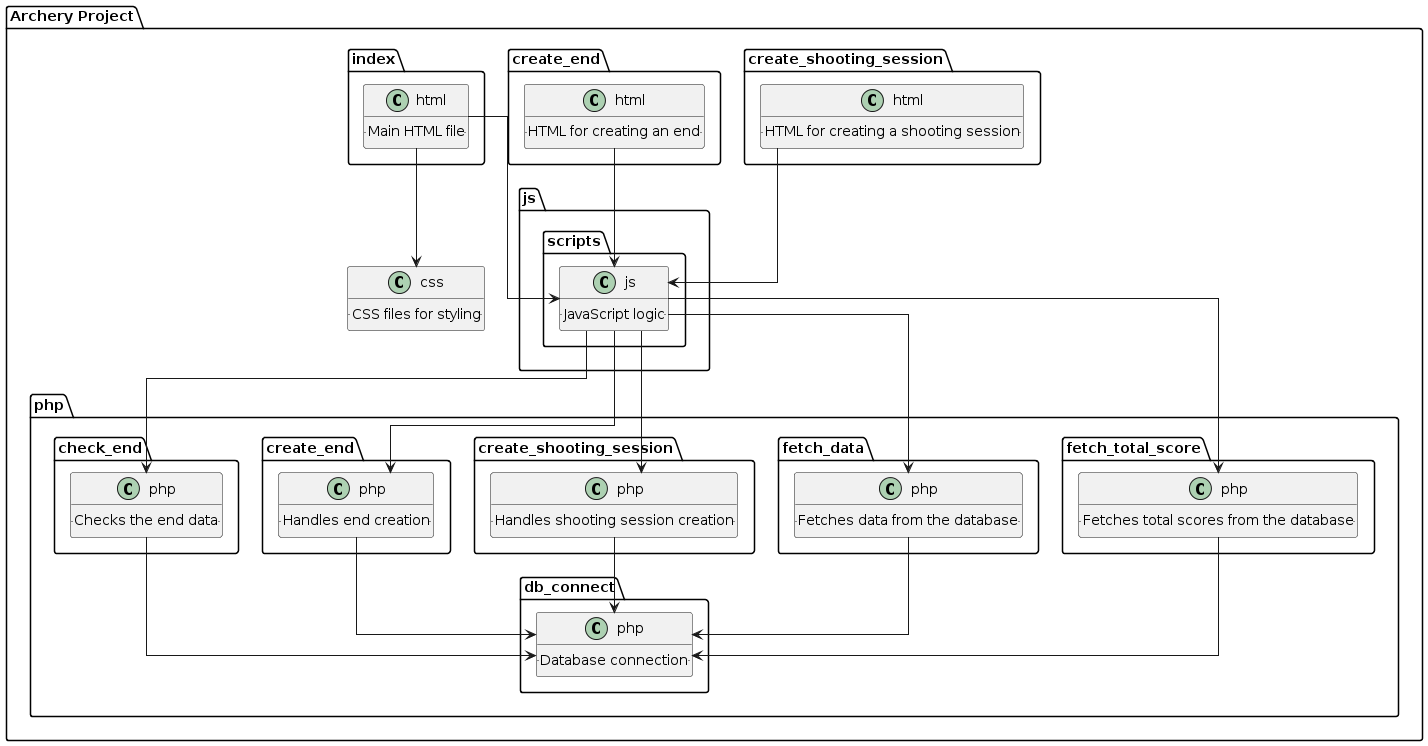 Archery Project
index
create_end
create_shooting_session
C html
C html
C html
Main HTML file
HTML for creating an end
HTML for creating a shooting session
js
scripts
C css
C js
CSS files for styling
JavaScript logic
php
check_end
create_end
create_shooting_session
fetch_data
fetch_total_score
C php
C php
C php
C php
C php
Checks the end data
Handles end creation
Handles shooting session creation
Fetches data from the database
Fetches total scores from the database
db_connect
C php
Database connection